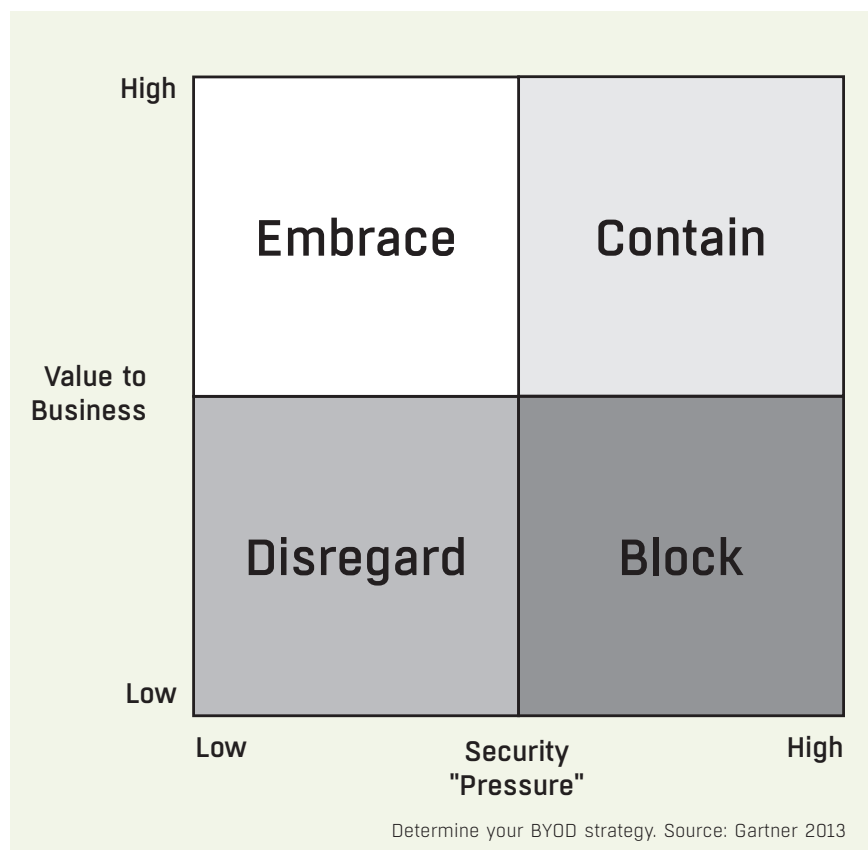 High
Embrace
Contain
Value to
Business
Disregard
Block
Low
Low
Security
"Pressure"
High
Determine your BYOD strategy. Source: Gartner 2013